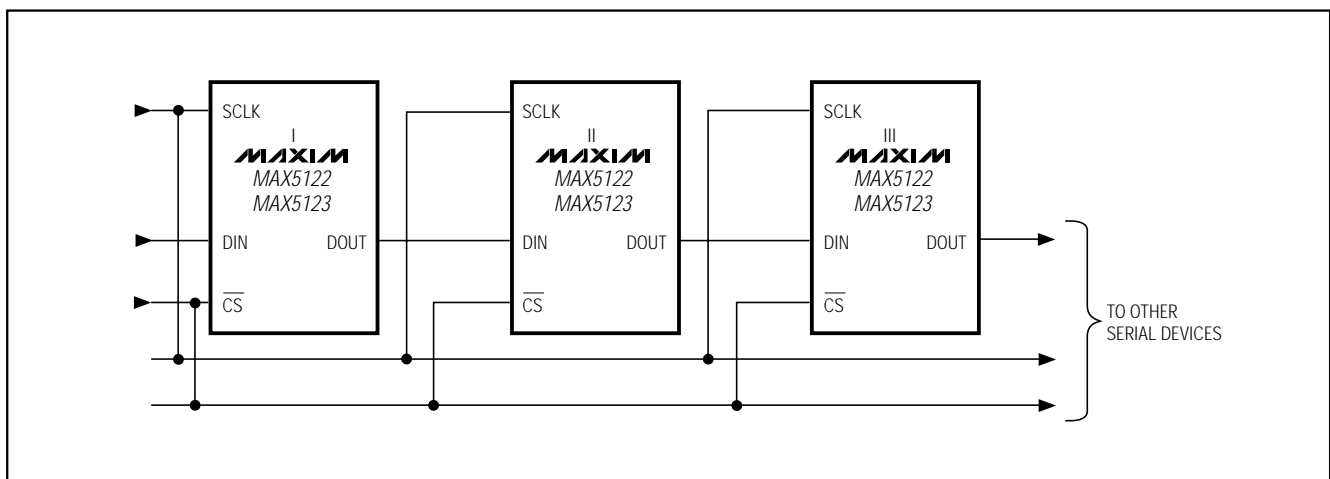 SCLK
I
MAXIM
MAX5122
MAX5123
DIN DOUT
CS
SCLK
II
MAXIM
MAX5122
MAX5123
DIN DOUT
CS
SCLK
III
MAXIM
MAX5122
MAX5123
DIN DOUT
CS
TO OTHER
SERIAL DEVICES